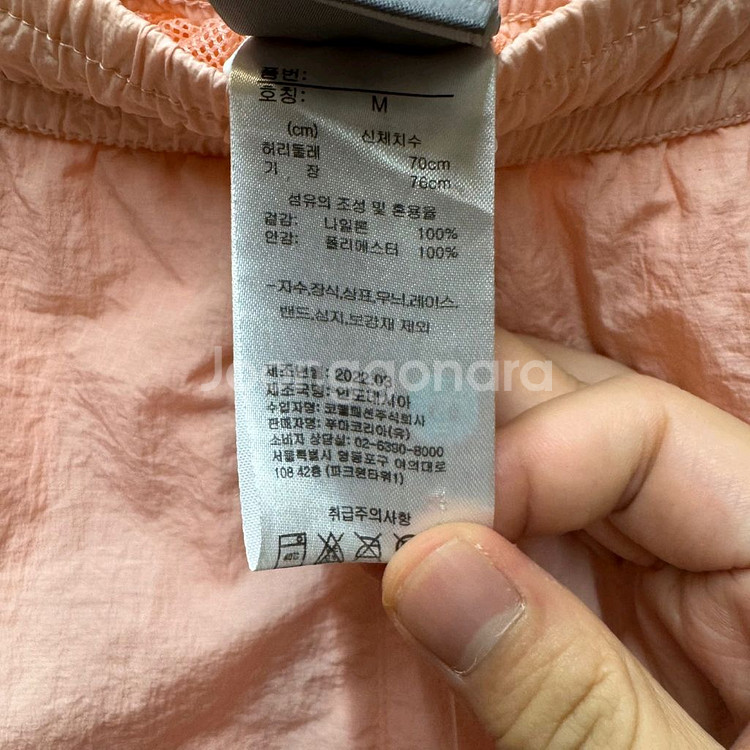 품번:
호칭: M
(cm) 신체치수
허리둘레 70cm
기 장 76cm
섬유의 조성 및 혼용율
겉감: 나일론 100%
안감: 폴리에스터 100%
-자수,장식,상표,무늬,레이스,
밴드,심지,보강재 제외
Joonggonara
제조년월: 2022.03
제조국명: 인도네시아
수입자명: 코웰패션주식회사
판매자명: 푸마코리아(유)
소비자 상담실: 02-6390-8000
서울특별시 영등포구 여의대로
108 42층 (파크원타워1)
취급주의사항